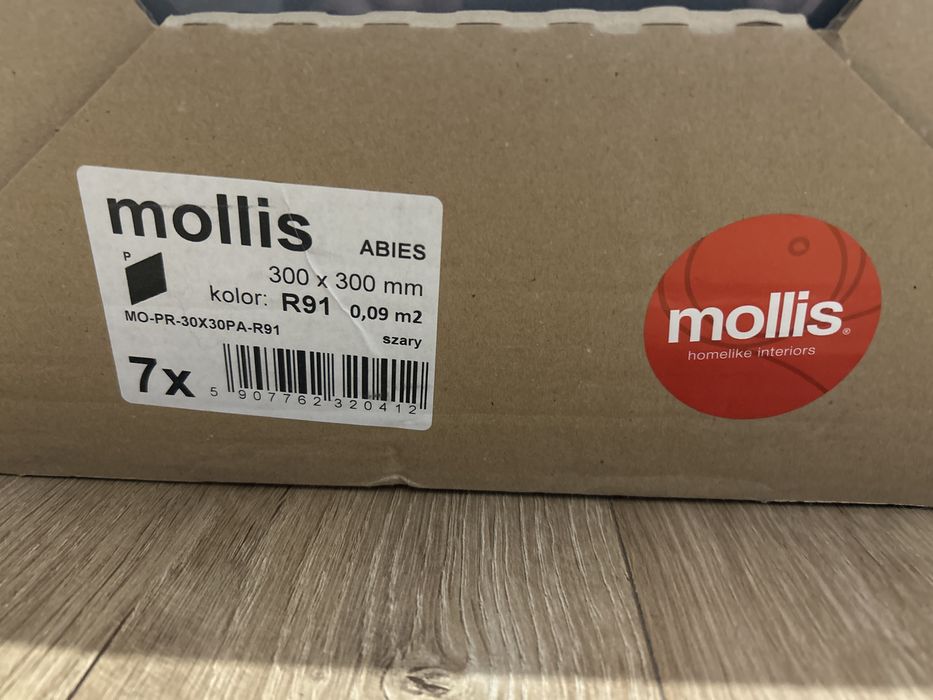 mollis
ABIES
P
300 x 300 mm
kolor: R91 0,09 m2
MO-PR-30X30PA-R91
szary
7x
5 907762 320412
mollis®
homelike interiors